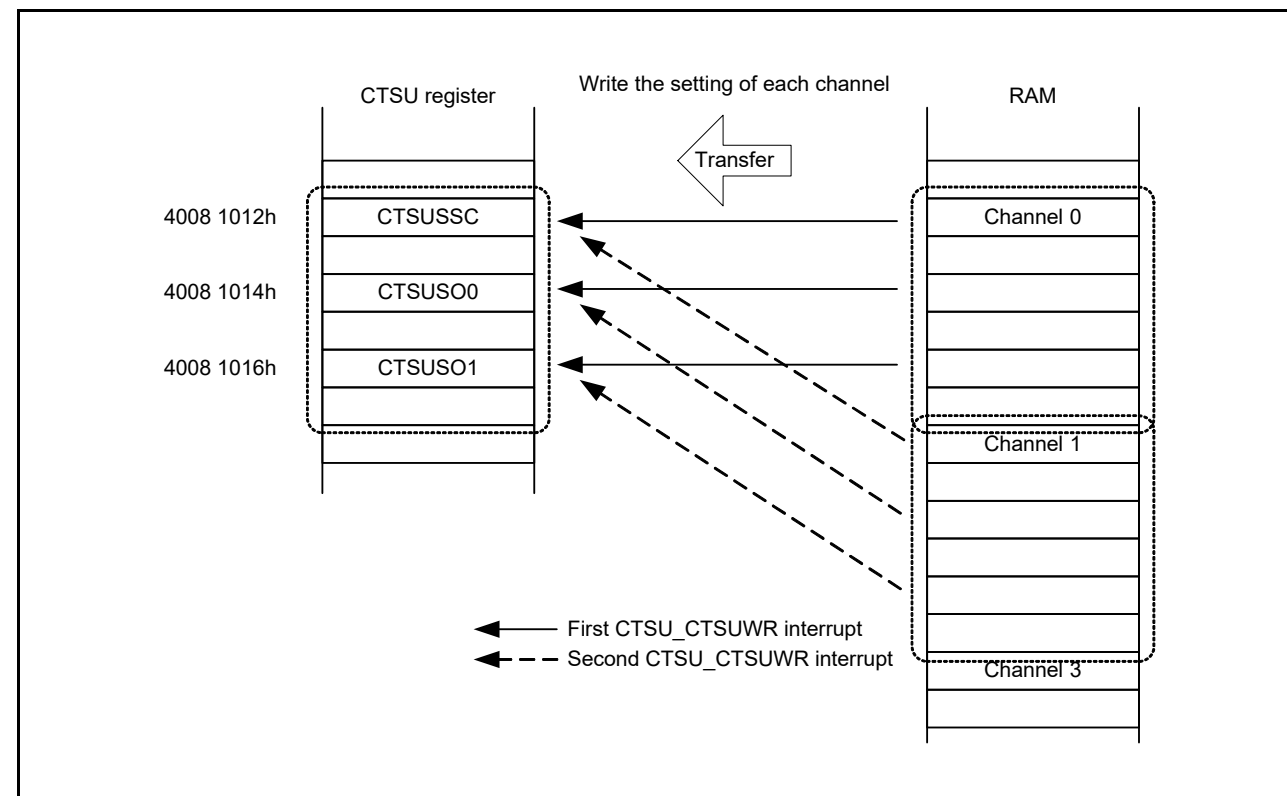 Write the setting of each channel
CTSU register
RAM
Transfer
4008 1012h
CTSUSSC
Channel 0
4008 1014h
CTSUSO0
4008 1016h
CTSUSO1
Channel 1
First CTSU_CTSUWR interrupt
Second CTSU_CTSUWR interrupt
Channel 3